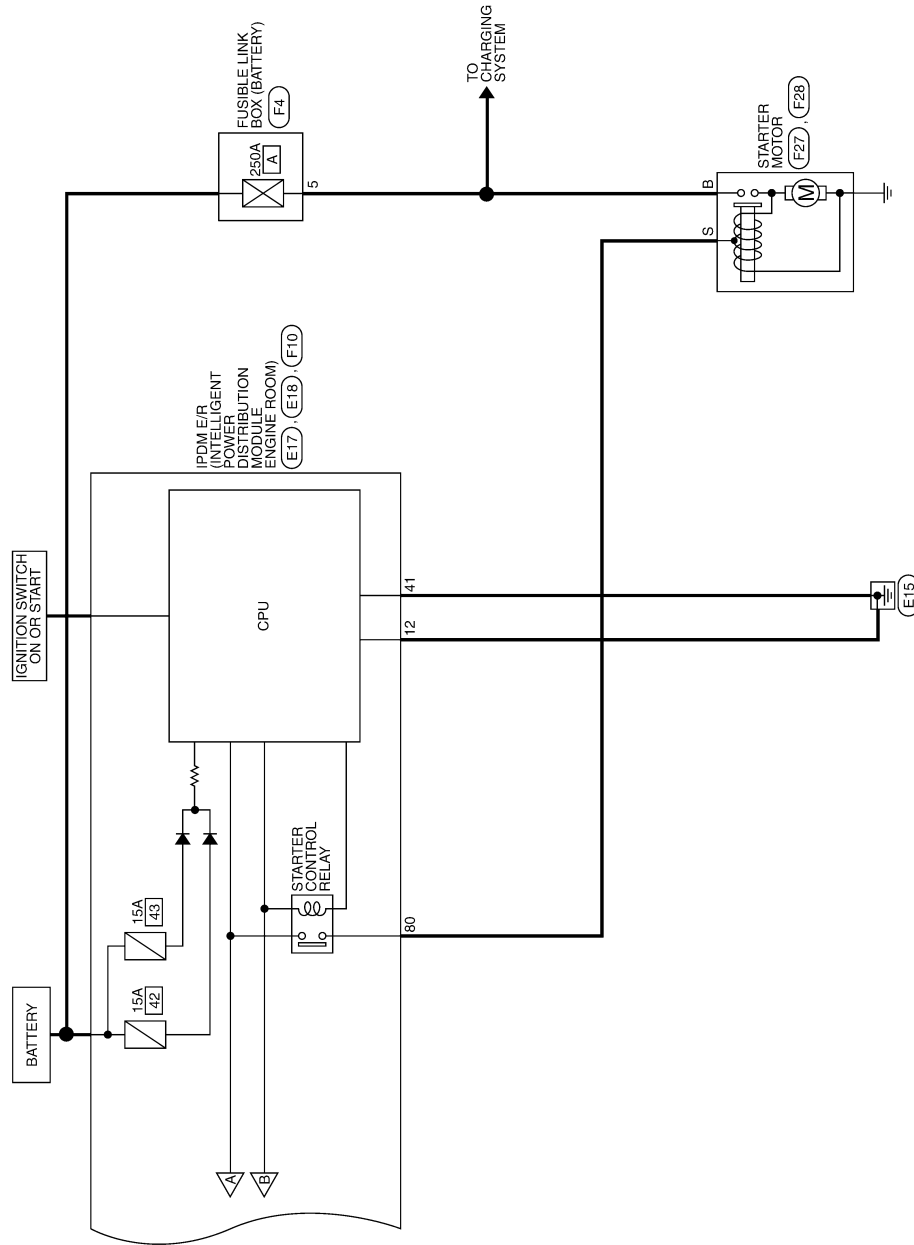 BATTERY
IGNITION SWITCH
ON OR START
FUSIBLE LINK
BOX (BATTERY)
F4
250A
A
5
15A
42
15A
43
IPDM E/R
(INTELLIGENT
POWER
DISTRIBUTION
MODULE
ENGINE ROOM)
E17 , E18 , F10
CPU
TO
CHARGING
SYSTEM
A
B
STARTER
CONTROL
RELAY
80
12
41
S
B
STARTER
MOTOR
F27 , F28
M
E15